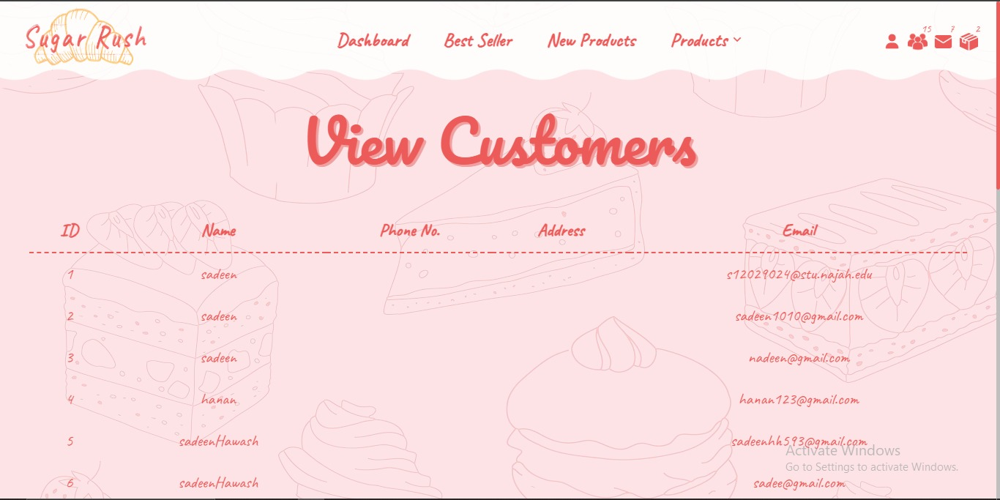 Sugar Rush
Dashboard Best Seller New Products Products
15 7 2
View Customers
ID Name Phone No. Address Email
1 sadeen s12029024@stu.najah.edu
2 sadeen sadeen1010@gmail.com
3 sadeen nadeen@gmail.com
4 hanan hanan123@gmail.com
5 sadeenHawash sadeenhh593@gmail.com
Activate Windows
Go to Settings to activate Windows.
6 sadeenHawash sadee@gmail.com